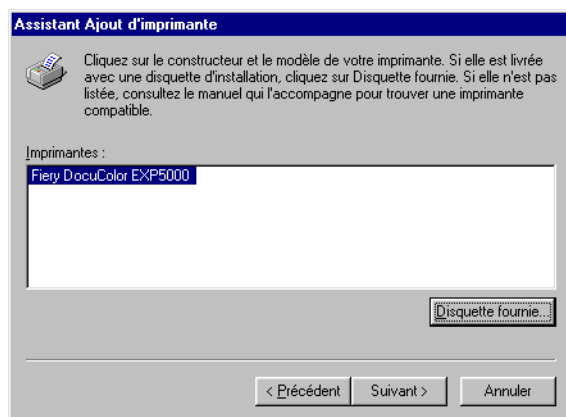 Assistant Ajout d'imprimante
Cliquez sur le constructeur et le modèle de votre imprimante. Si elle est livrée
avec une disquette d'installation, cliquez sur Disquette fournie. Si elle n'est pas
listée, consultez le manuel qui l'accompagne pour trouver une imprimante
compatible.
Imprimantes :
Fiery DocuColor EXP5000
Disquette fournie...
< Précédent
Suivant >
Annuler